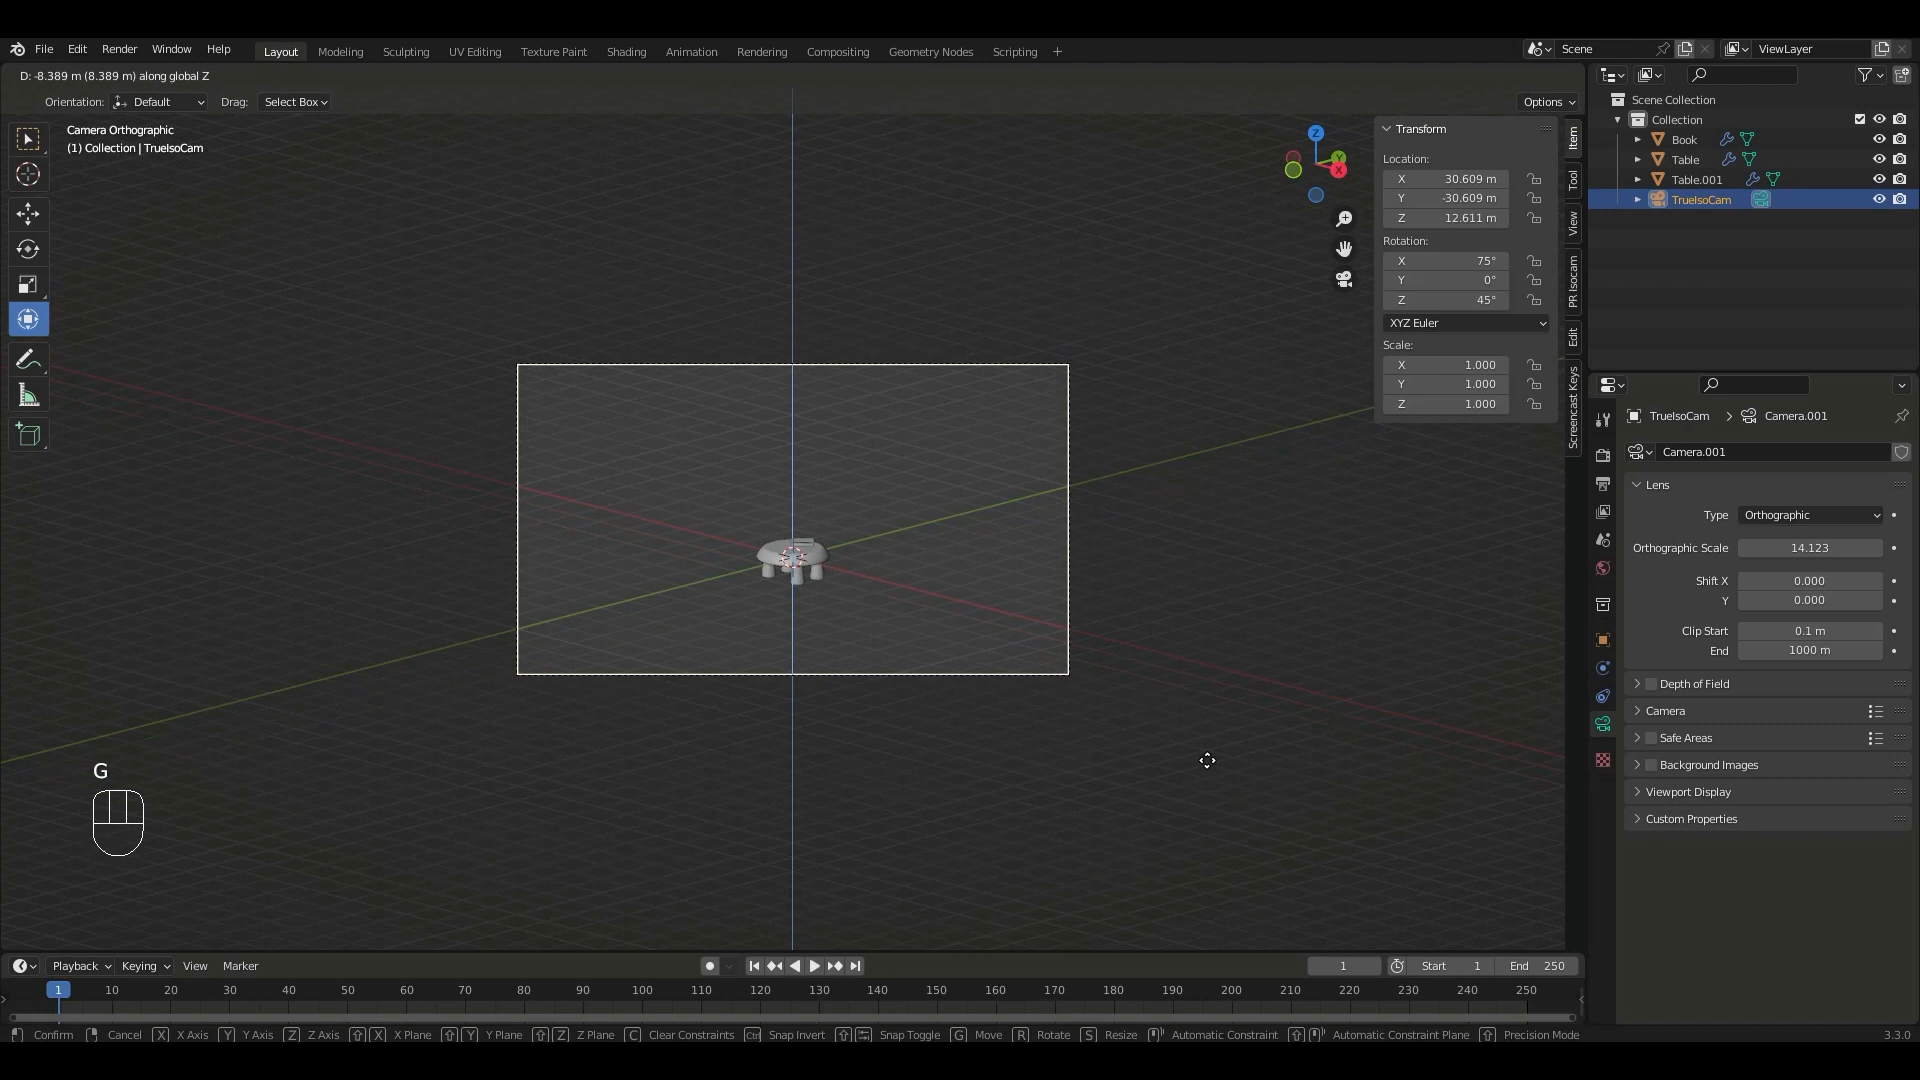 File Edit Render Window Help Layout Modeling Sculpting UV Editing Texture Paint Shading Animation Rendering Compositing Geometry Nodes Scripting + Scene ViewLayer
D: -8.389 m (8.389 m) along global Z
Orientation: Default Drag: Select Box Options
Camera Orthographic
(1) Collection | TrueIsoCam
Z
Y
X
Transform
Location:
X 30.609 m
Y -30.609 m
Z 12.611 m
Rotation:
X 75°
Y 0°
Z 45°
XYZ Euler
Scale:
X 1.000
Y 1.000
Z 1.000
Item
Tool
View
PR Isocam
Edit
Screencast Keys
Scene Collection
Collection
Book
Table
Table.001
TrueIsoCam
TrueIsoCam > Camera.001
Camera.001
Lens
Type Orthographic
Orthographic Scale 14.123
Shift X 0.000
Y 0.000
Clip Start 0.1 m
End 1000 m
Depth of Field
Camera
Safe Areas
Background Images
Viewport Display
Custom Properties
G
Playback Keying View Marker 1 Start 1 End 250
1 10 20 30 40 50 60 70 80 90 100 110 120 130 140 150 160 170 180 190 200 210 220 230 240 250
Confirm Cancel X X Axis Y Y Axis Z Z Axis X X Plane Y Y Plane Z Z Plane C Clear Constraints Ctrl Snap Invert Snap Toggle G Move R Rotate S Resize Automatic Constraint Automatic Constraint Plane Precision Mode 3.3.0